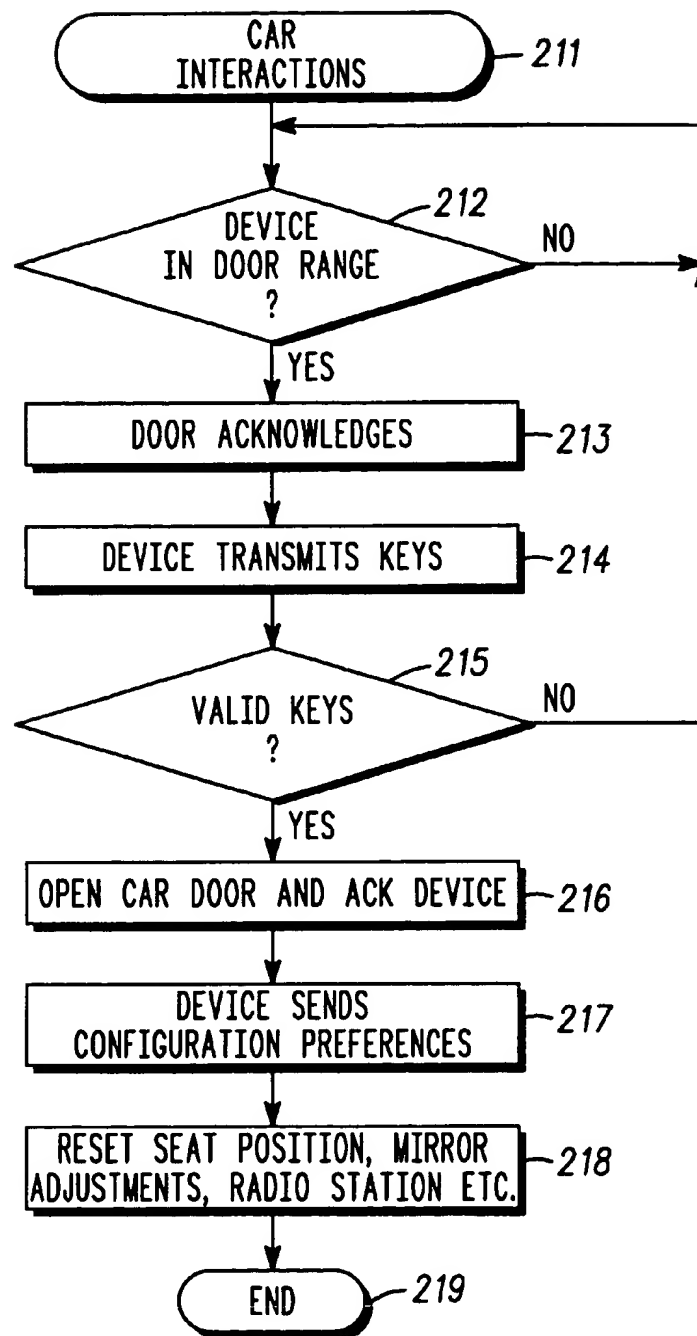 CAR
INTERACTIONS
211
212
DEVICE
IN DOOR RANGE
?
NO
YES
DOOR ACKNOWLEDGES
213
DEVICE TRANSMITS KEYS
214
215
VALID KEYS
?
NO
YES
OPEN CAR DOOR AND ACK DEVICE
216
DEVICE SENDS
CONFIGURATION PREFERENCES
217
RESET SEAT POSITION, MIRROR
ADJUSTMENTS, RADIO STATION ETC.
218
END
219